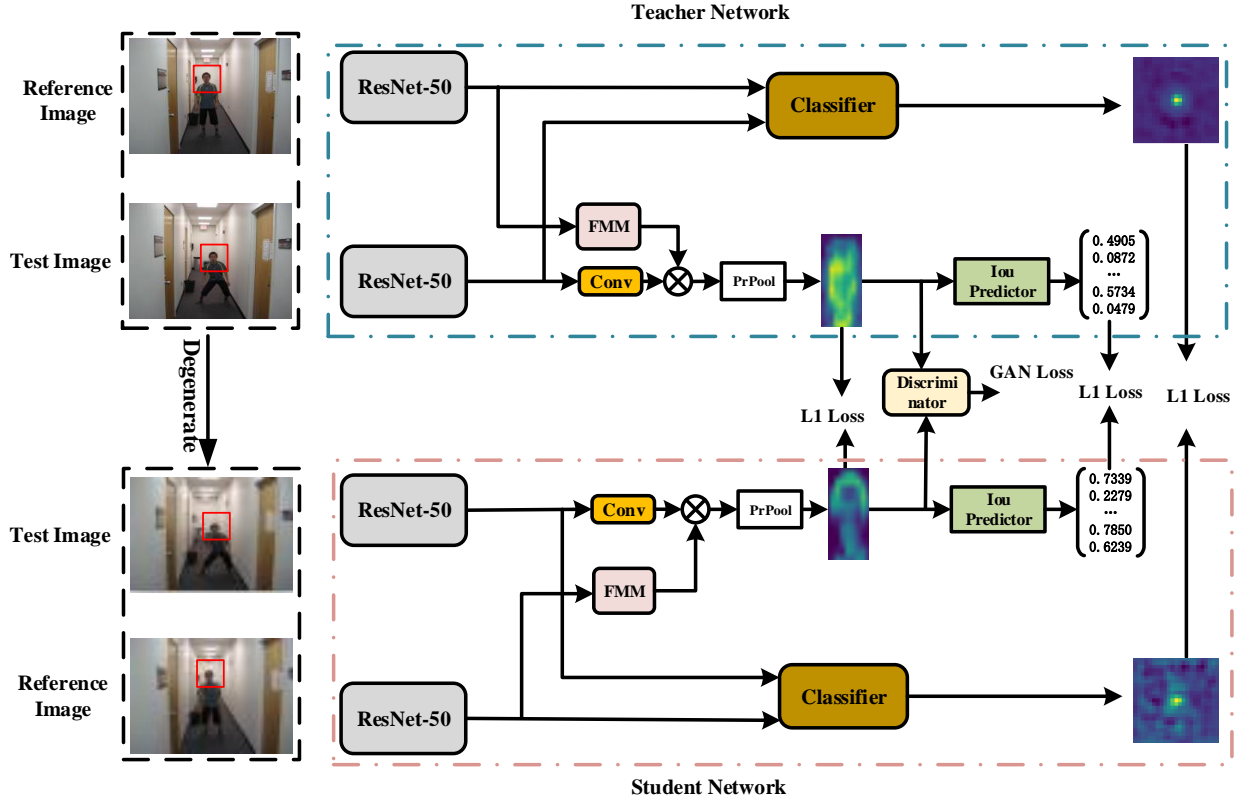 Teacher Network
Reference
Image
ResNet-50
Classifier
Test Image
ResNet-50
FMM
Conv
PrPool
Iou
Predictor
0. 4905
0. 0872
...
0. 5734
0. 0479
Degenerate
L1 Loss
Discrimi
nator
GAN Loss
L1 Loss
L1 Loss
Test Image
ResNet-50
Conv
PrPool
Iou
Predictor
0. 7339
0. 2279
...
0. 7850
0. 6239
FMM
Reference
Image
ResNet-50
Classifier
Student Network